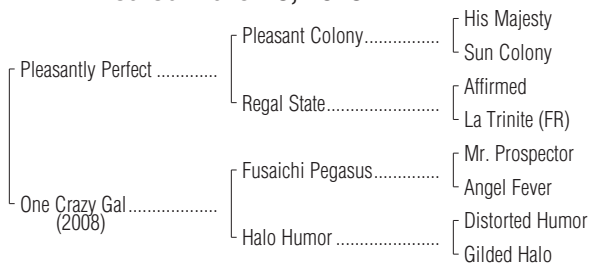 His Majesty
Pleasant Colony...............
Sun Colony
Pleasantly Perfect .............
Affirmed
Regal State........................
La Trinite (FR)
Mr. Prospector
Fusaichi Pegasus..............
Angel Fever
One Crazy Gal...................
(2008)
Distorted Humor
Halo Humor ......................
Gilded Halo